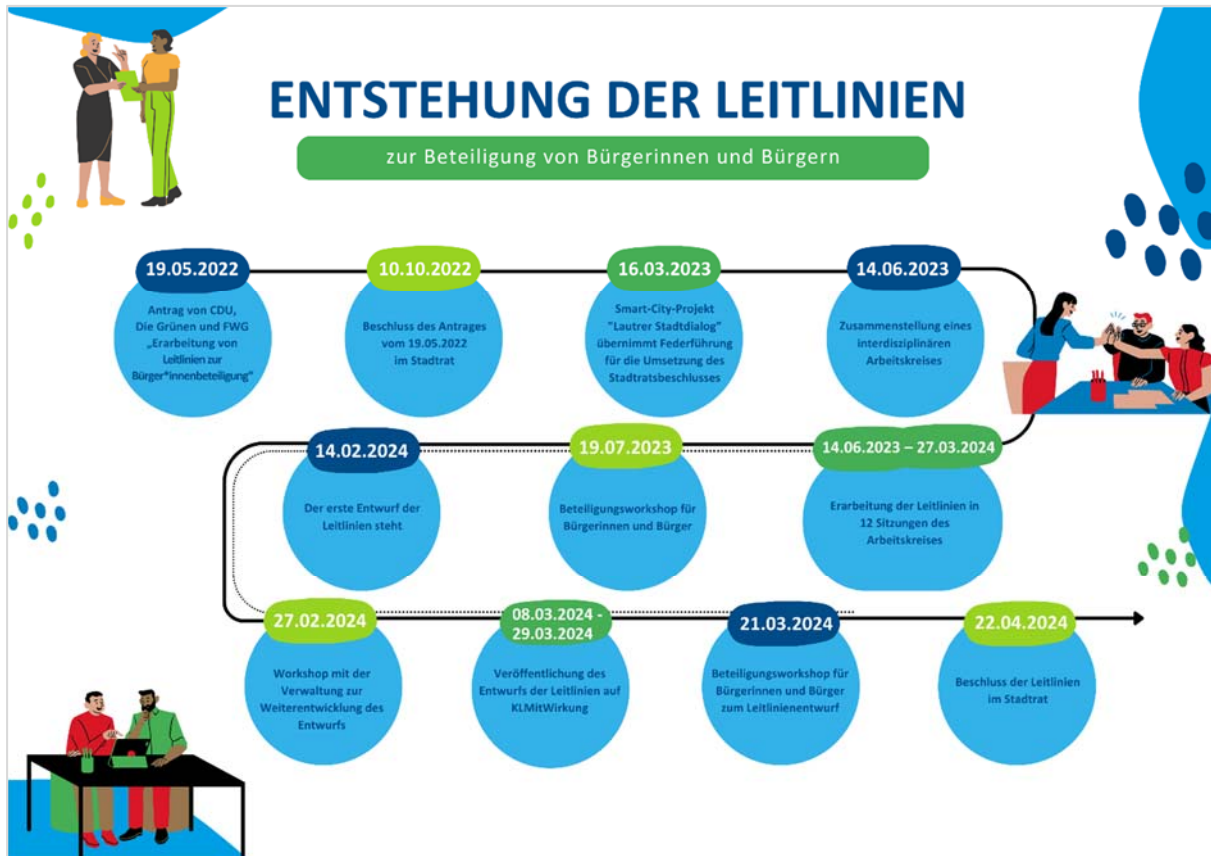 ENTSTEHUNG DER LEITLINIEN
zur Beteiligung von Bürgerinnen und Bürgern
19.05.2022
Antrag von CDU,
Die Grünen und FWG
„Erarbeitung von
Leitlinien zur
Bürger*innenbeteiligung"
10.10.2022
Beschluss des Antrages
vom 19.05.2022
im Stadtrat
16.03.2023
Smart-City-Projekt
"Lautrer Stadtdialog"
übernimmt Federführung
für die Umsetzung des
Stadtratsbeschlusses
14.06.2023
Zusammenstellung eines
interdisziplinären
Arbeitskreises
14.06.2023 – 27.03.2024
Erarbeitung der Leitlinien in
12 Sitzungen des
Arbeitskreises
19.07.2023
Beteiligungsworkshop für
Bürgerinnen und Bürger
14.02.2024
Der erste Entwurf der
Leitlinien steht
27.02.2024
Workshop mit der
Verwaltung zur
Weiterentwicklung des
Entwurfs
08.03.2024 -
29.03.2024
Veröffentlichung des
Entwurfs der Leitlinien auf
KLMitWirkung
21.03.2024
Beteiligungsworkshop für
Bürgerinnen und Bürger
zum Leitlinienentwurf
22.04.2024
Beschluss der Leitlinien
im Stadtrat